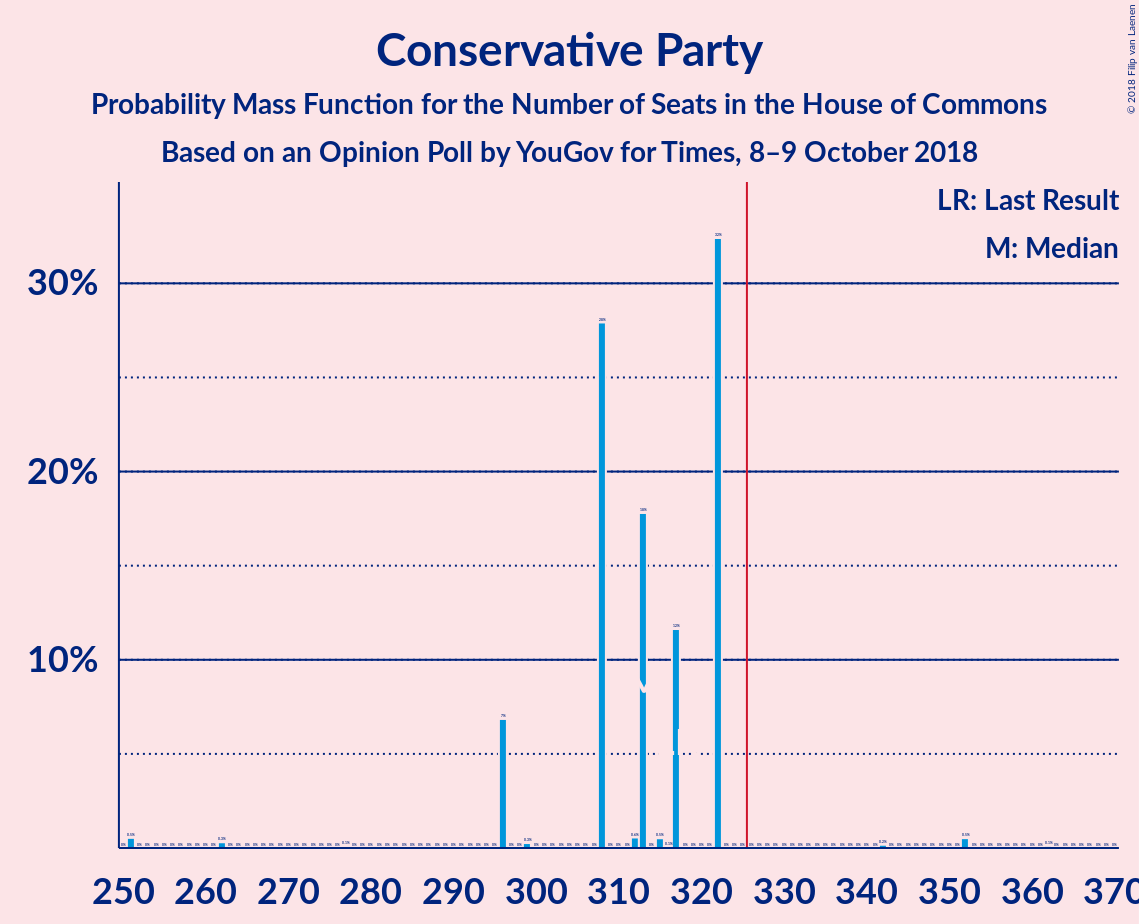 Conservative Party
Probability Mass Function for the Number of Seats in the House of Commons
Based on an Opinion Poll by YouGov for Times, 8–9 October 2018
© 2018 Filip van Laenen
LR: Last Result
M: Median
30%
20%
10%
250 260 270 280 290 300 310 320 330 340 350 360 370